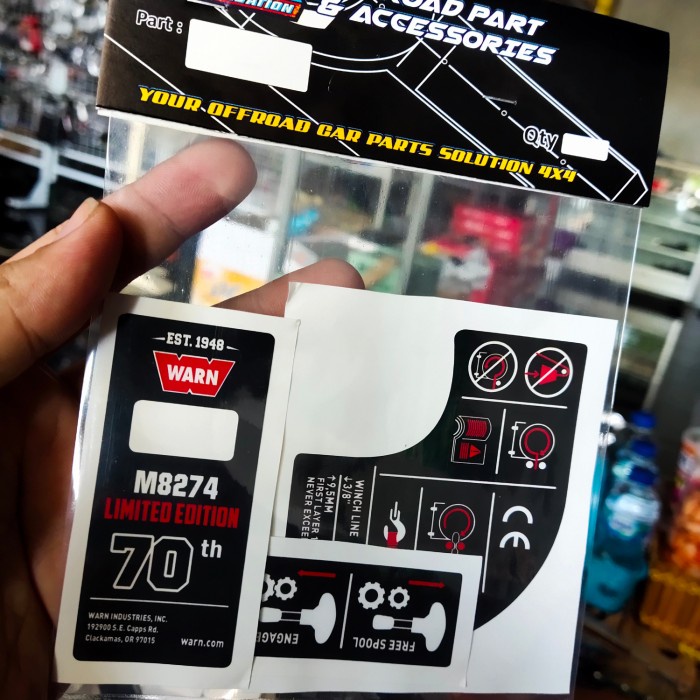 ROAD PART
& ACCESSORIES
Part :
Qty
YOUR OFFROAD CAR PARTS SOLUTION 4X4
EST. 1948
WARN
M8274
LIMITED EDITION
70th
WARN INDUSTRIES, INC.
192900 S.E. Capps Rd.
Clackamas, OR 97015
warn.com
WINCH LINE
↓3/8"
↑9.5MM
FIRST LAYER
NEVER EXCEE
CE
ENGAGE
FREE SPOOL